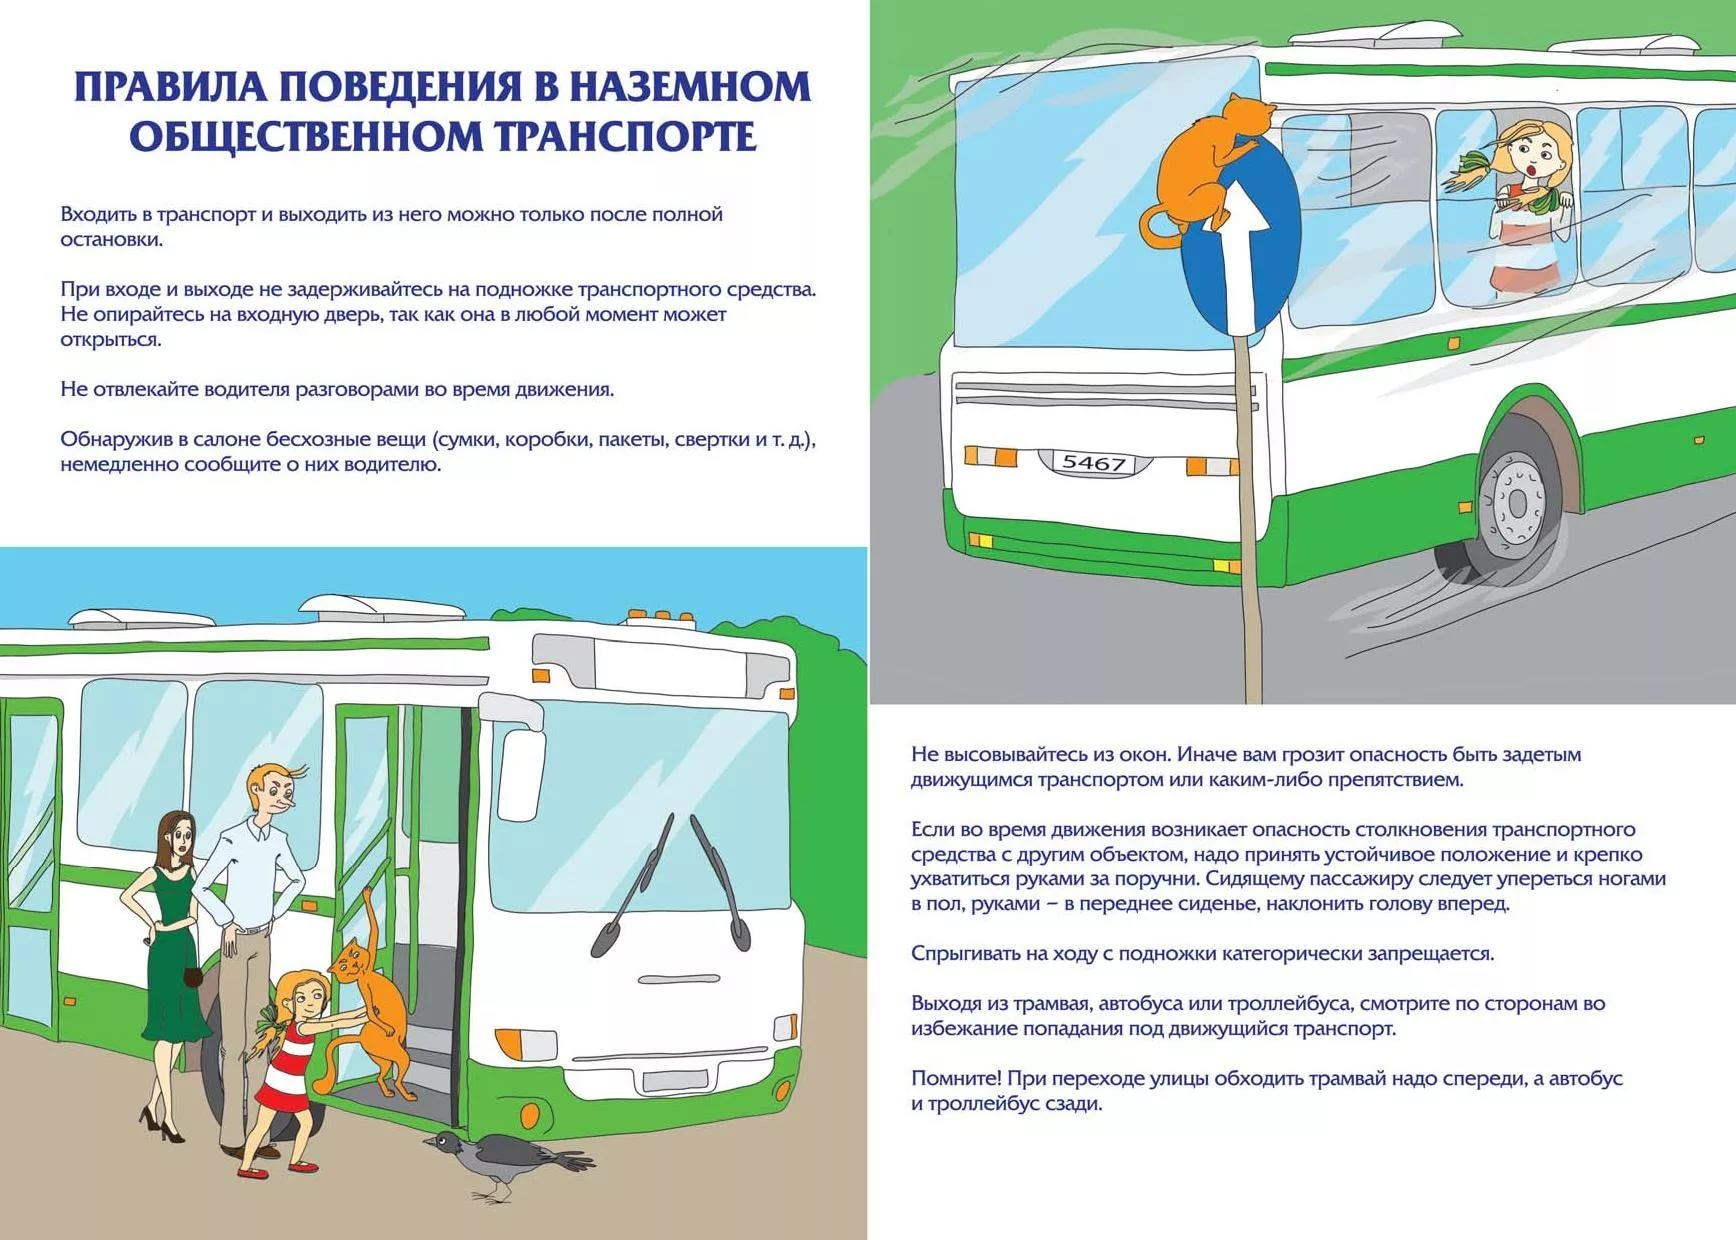 ПРАВИЛА ПОВЕДЕНИЯ В НАЗЕМНОМ
ОБЩЕСТВЕННОМ ТРАНСПОРТЕ
Входить в транспорт и выходить из него можно только после полной
остановки.
При входе и выходе не задерживайтесь на подножке транспортного средства.
Не опирайтесь на входную дверь, так как она в любой момент может
открыться.
Не отвлекайте водителя разговорами во время движения.
Обнаружив в салоне бесхозные вещи (сумки, коробки, пакеты, свертки и т. д.),
немедленно сообщите о них водителю.
5467
Не высовывайтесь из окон. Иначе вам грозит опасность быть задетым
движущимся транспортом или каким-либо препятствием.
Если во время движения возникает опасность столкновения транспортного
средства с другим объектом, надо принять устойчивое положение и крепко
ухватиться руками за поручни. Сидящему пассажиру следует упереться ногами
в пол, руками – в переднее сиденье, наклонить голову вперед.
Спрыгивать на ходу с подножки категорически запрещается.
Выходя из трамвая, автобуса или троллейбуса, смотрите по сторонам во
избежание попадания под движущийся транспорт.
Помните! При переходе улицы обходить трамвай надо спереди, а автобус
и троллейбус сзади.